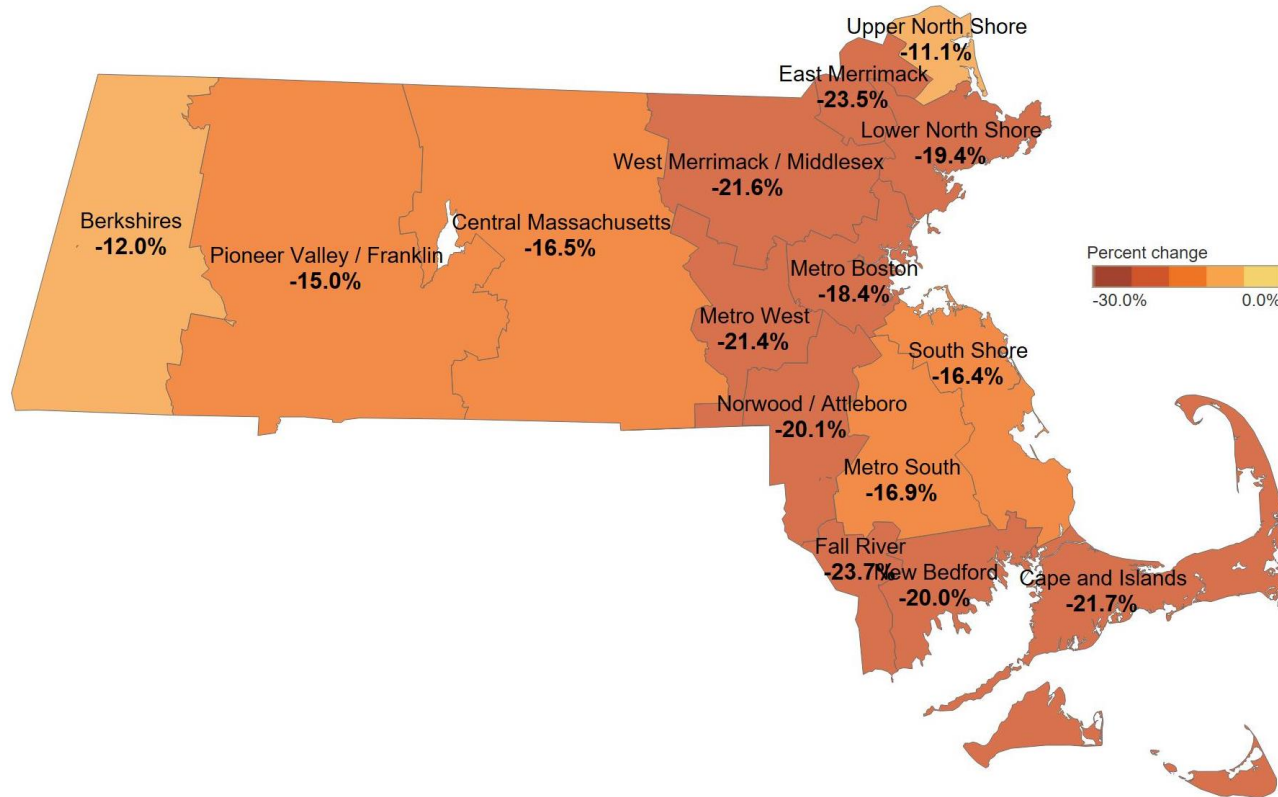 Upper North Shore
-11.1%
East Merrimack
-23.5%
Lower North Shore
-19.4%
West Merrimack / Middlesex
-21.6%
Berkshires
-12.0%
Pioneer Valley / Franklin
-15.0%
Central Massachusetts
-16.5%
Metro Boston
-18.4%
Percent change
-30.0% 0.0%
Metro West
-21.4%
South Shore
-16.4%
Norwood / Attleboro
-20.1%
Metro South
-16.9%
Fall River
-23.7%
New Bedford
-20.0%
Cape and Islands
-21.7%